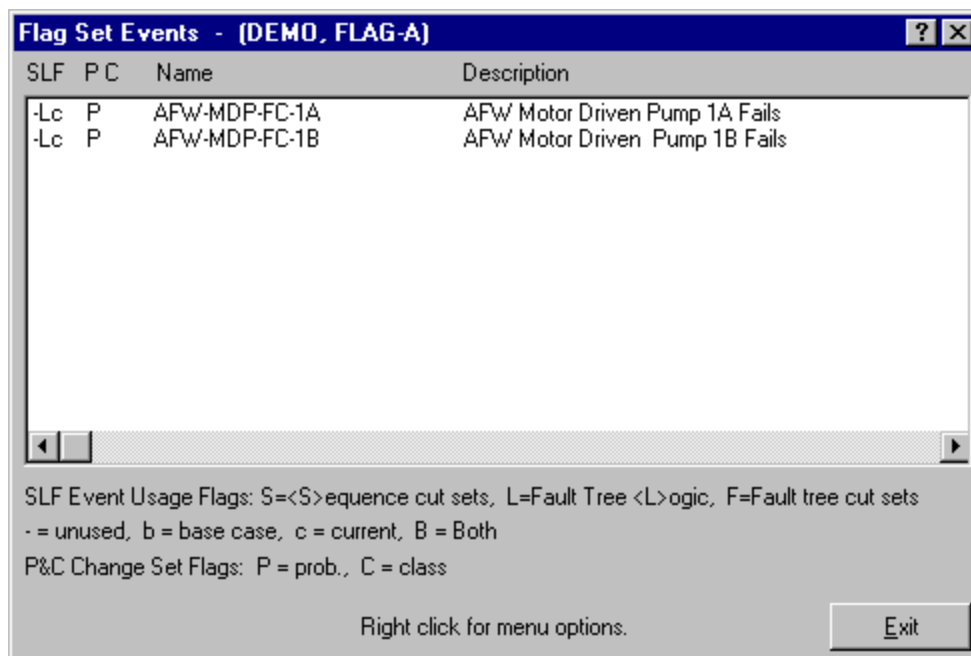 Flag Set Events - (DEMO, FLAG-A)
SLF P C Name Description
-Lc P AFW-MDP-FC-1A AFW Motor Driven Pump 1A Fails
-Lc P AFW-MDP-FC-1B AFW Motor Driven  Pump 1B Fails
SLF Event Usage Flags: S=<S>equence cut sets, L=Fault Tree <L>ogic, F=Fault tree cut sets
- = unused, b = base case, c = current, B = Both
P&C Change Set Flags: P = prob., C = class
Right click for menu options.
Exit